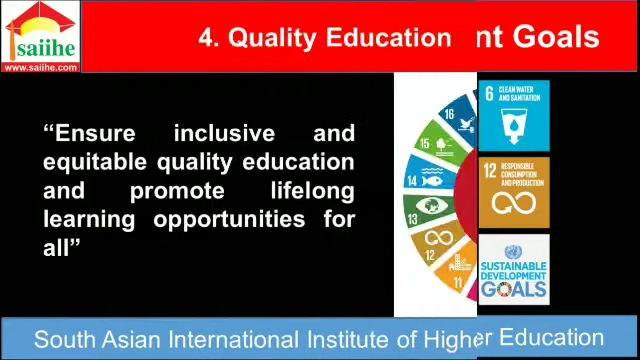 saiihe
www.saiihe.com
4. Quality Education nt Goals
“Ensure inclusive and
equitable quality education
and promote lifelong
learning opportunities for
all”
16
15
14
13
12
11
6 CLEAN WATER
AND SANITATION
12 RESPONSIBLE
CONSUMPTION
AND PRODUCTION
SUSTAINABLE
DEVELOPMENT
GOALS
South Asian International Institute of Higher Education